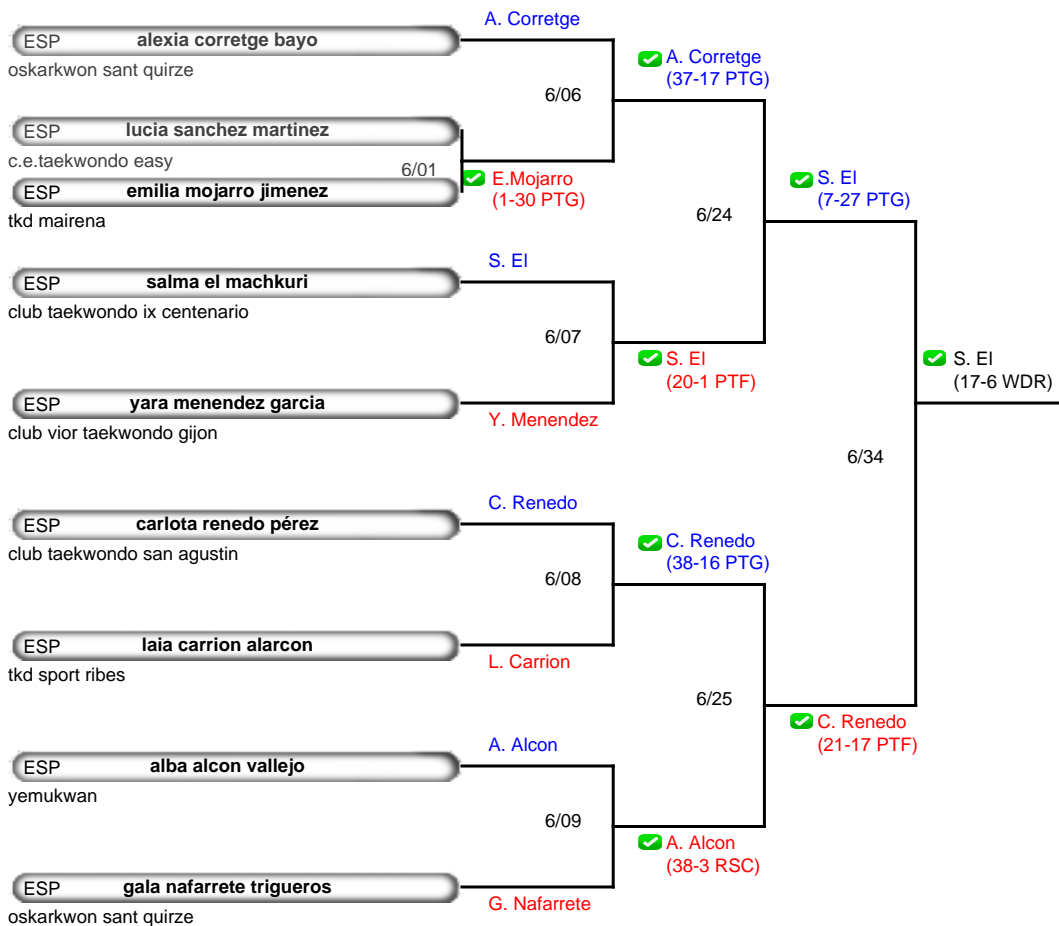 A. Corretge
ESP alexia corretge bayo
oskarkwon sant quirze
A. Corretge
(37-17 PTG)
6/06
ESP lucia sanchez martinez
c.e.taekwondo easy
6/01
E.Mojarro
(1-30 PTG)
ESP emilia mojarro jimenez
tkd mairena
S. El
(7-27 PTG)
6/24
S. El
ESP salma el machkuri
club taekwondo ix centenario
6/07
S. El
(20-1 PTF)
S. El
(17-6 WDR)
ESP yara menendez garcia
Y. Menendez
club vior taekwondo gijon
6/34
C. Renedo
ESP carlota renedo pérez
club taekwondo san agustin
C. Renedo
(38-16 PTG)
6/08
ESP laia carrion alarcon
L. Carrion
tkd sport ribes
6/25
C. Renedo
(21-17 PTF)
A. Alcon
ESP alba alcon vallejo
yemukwan
6/09
A. Alcon
(38-3 RSC)
ESP gala nafarrete trigueros
G. Nafarrete
oskarkwon sant quirze